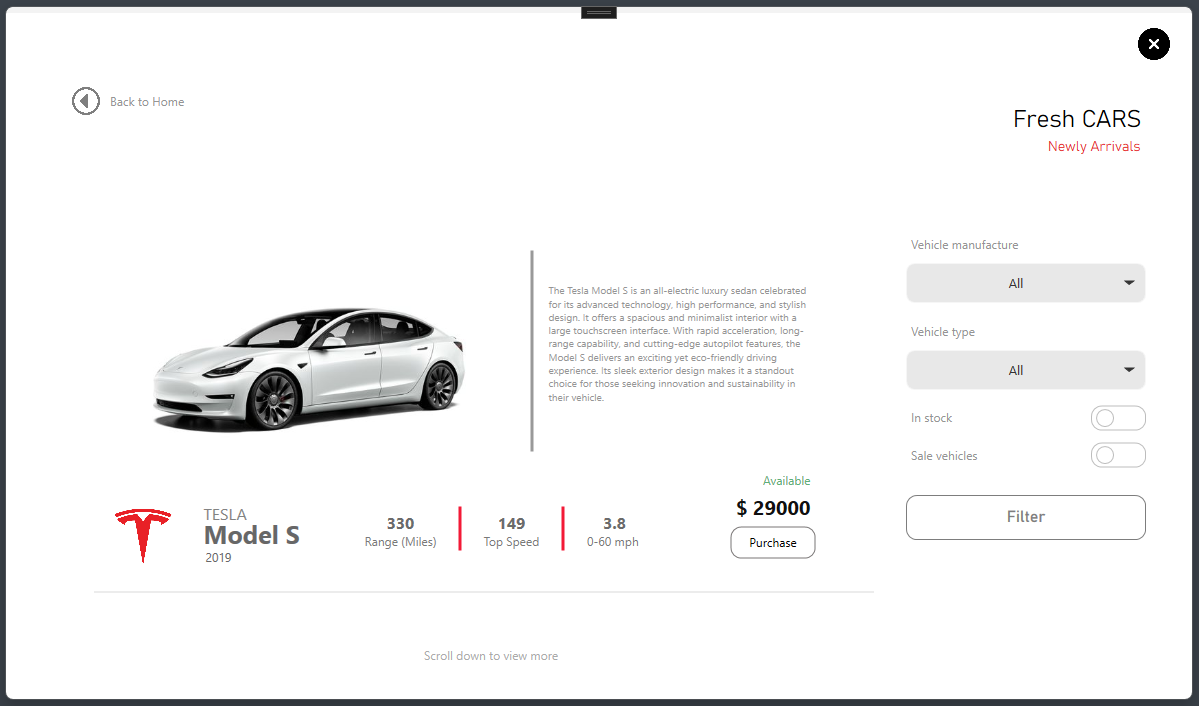 Back to Home
Fresh CARS
Newly Arrivals
The Tesla Model S is an all-electric luxury sedan celebrated
for its advanced technology, high performance, and stylish
design. It offers a spacious and minimalist interior with a
large touchscreen interface. With rapid acceleration, long-
range capability, and cutting-edge autopilot features, the
Model S delivers an exciting yet eco-friendly driving
experience. Its sleek exterior design makes it a standout
choice for those seeking innovation and sustainability in
their vehicle.
Vehicle manufacture
All
Vehicle type
All
In stock
Sale vehicles
Filter
TESLA
Model S
2019
330
Range (Miles)
149
Top Speed
3.8
0-60 mph
Available
$ 29000
Purchase
Scroll down to view more